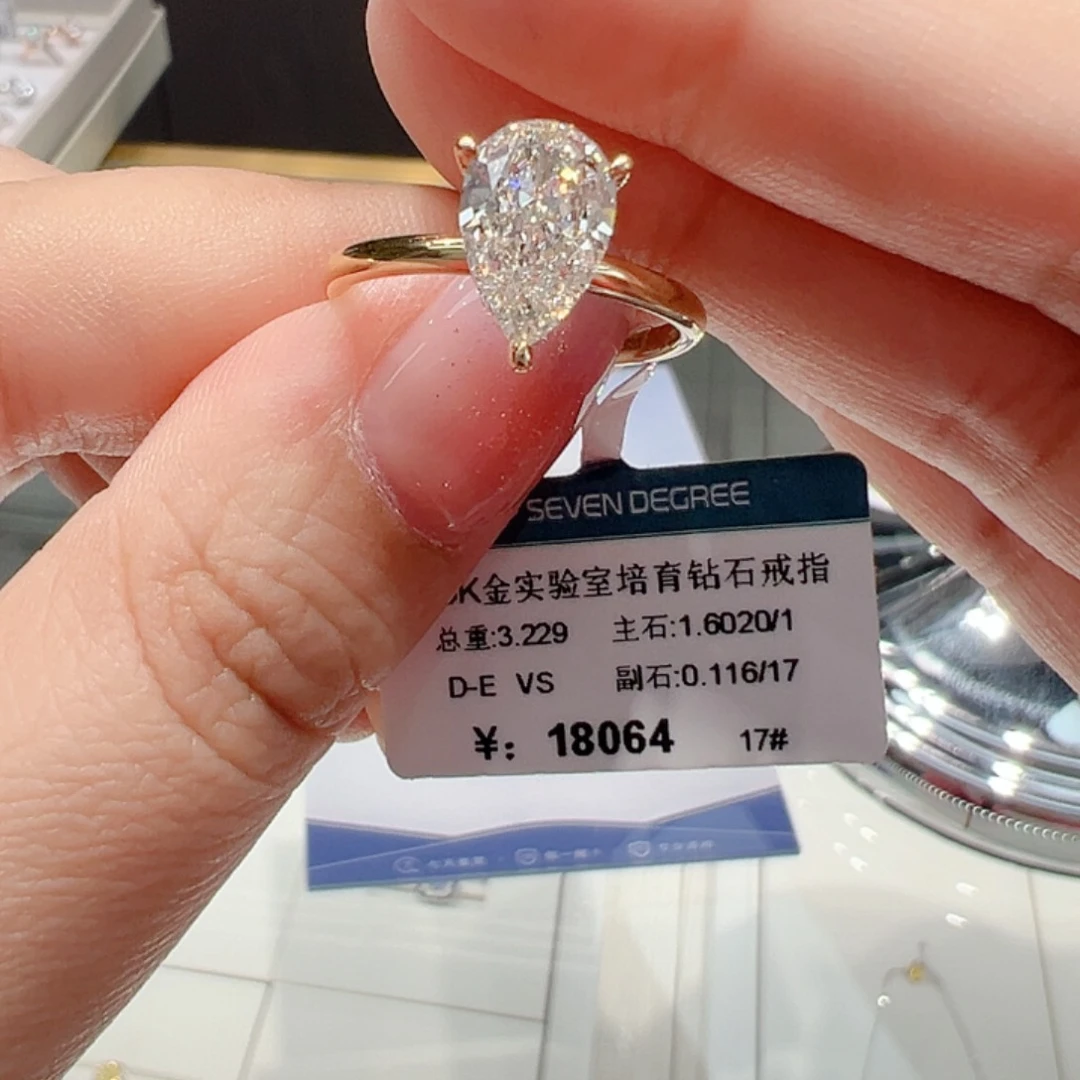 SEVEN DEGREE
K金实验室培育钻石戒指
总重:3.229 主石:1.6020/1
D-E VS 副石:0.116/17
¥: 18064 17#